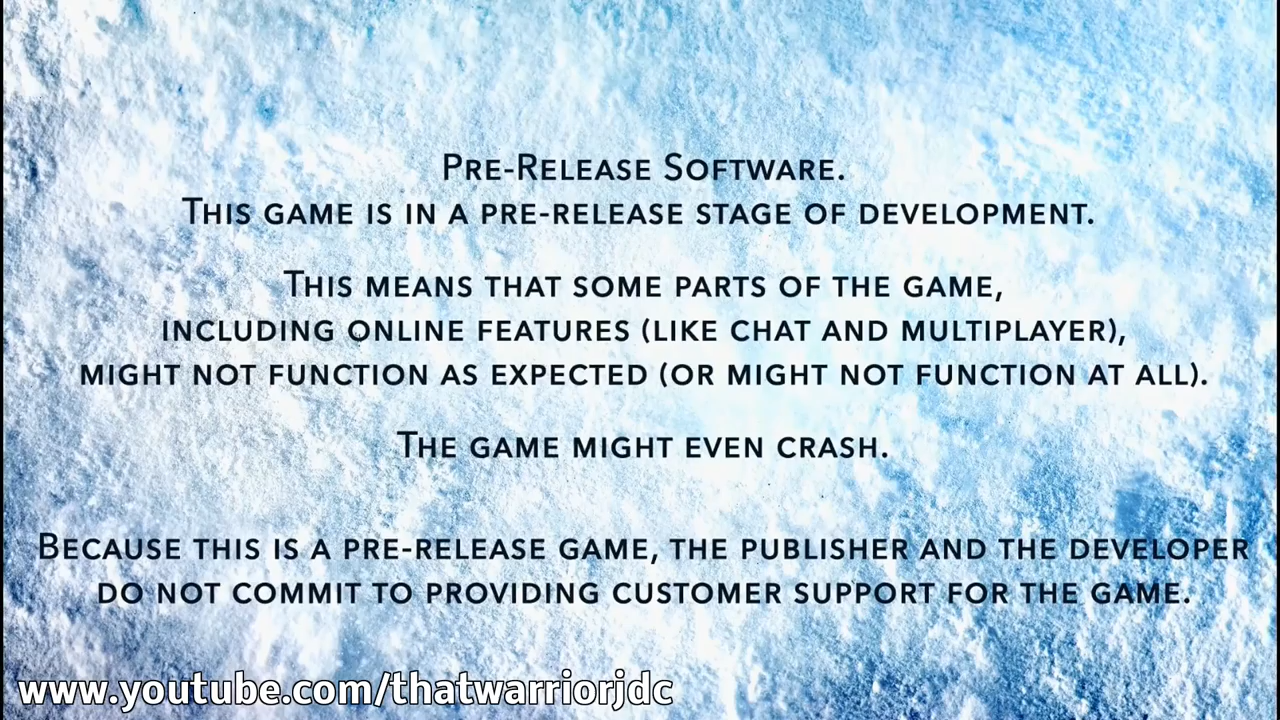 Pre-Release Software.
This game is in a pre-release stage of development.
This means that some parts of the game,
including online features (like chat and multiplayer),
might not function as expected (or might not function at all).
The game might even crash.
Because this is a pre-release game, the publisher and the developer
do not commit to providing customer support for the game.
www.youtube.com/thatwarriorjdc